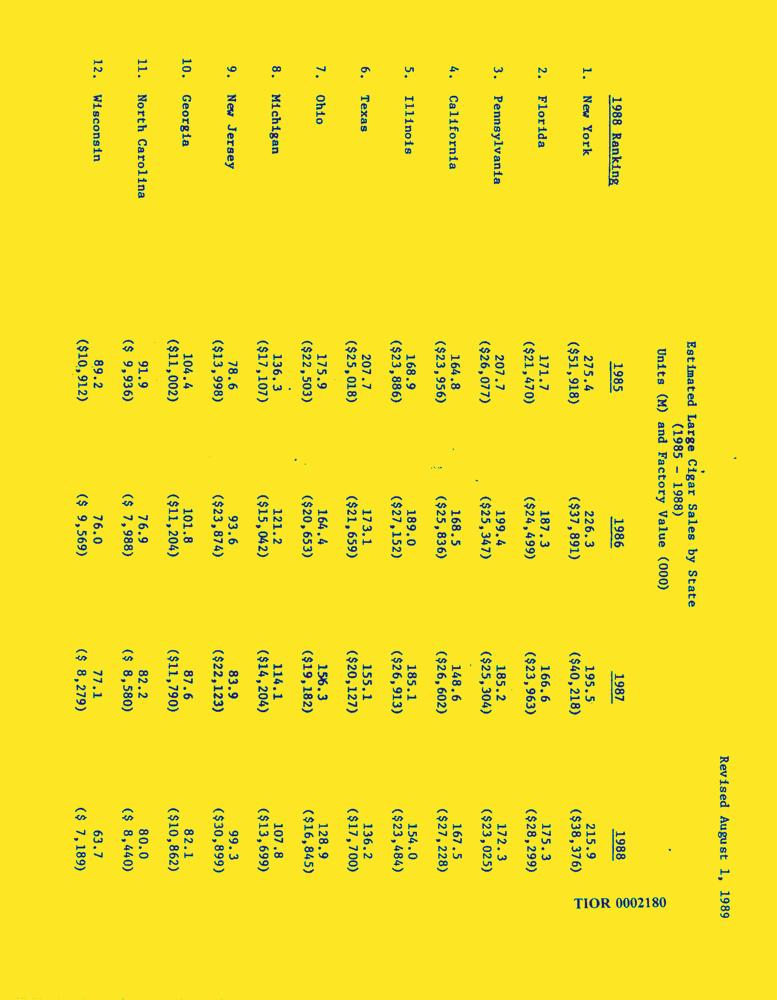 Revised August 1, 1989
Estimated Large Cigar Sales by State
(1985 - 1988)
Units (M) and Factory Value (000)
1988 Ranking 1985 1986 1987 1988
1. New York 275.4 226.3 195.5 215.9
($51,918) ($37,891) ($40,218) ($38,376)
2. Florida 171.7 187.3 166.6 175.3
($21,470) ($24,499) ($23,963) ($28,299)
3. Pennsylvania 207.7 199.4 185.2 172.3
($26,077) ($25,347) ($25,304) ($23,025)
4. California 164.8 168.5 148.6 167.5
($23,956) ($25,836) ($26,602) ($27,228)
5. Illinois 168.9 189.0 185.1 154.0
($23,886) ($27,152) ($26,913) ($23,484)
6. Texas 207.7 173.1 155.1 136.2
($25,018) ($21,659) ($20,127) ($17,700)
7. Ohio 175.9 164.4 156.3 128.9
($22,503) ($20,653) ($19,182) ($16,845)
8. Michigan 136.3 121.2 114.1 107.8
($17,107) ($15,042) ($14,204) ($13,699)
9. New Jersey 78.6 93.6 83.9 99.3
($13,998) ($23,874) ($22,123) ($30,899)
10. Georgia 104.4 101.8 87.6 82.1
($11,002) ($11,204) ($11,790) ($10,862)
11. North Carolina 91.9 76.9 82.2 80.0
($ 9,936) ($ 7,988) ($ 8,580) ($ 8,440)
12. Wisconsin 89.2 76.0 77.1 63.7
($10,912) ($ 9,569) ($ 8,279) ($ 7,189)
TIOR 0002180